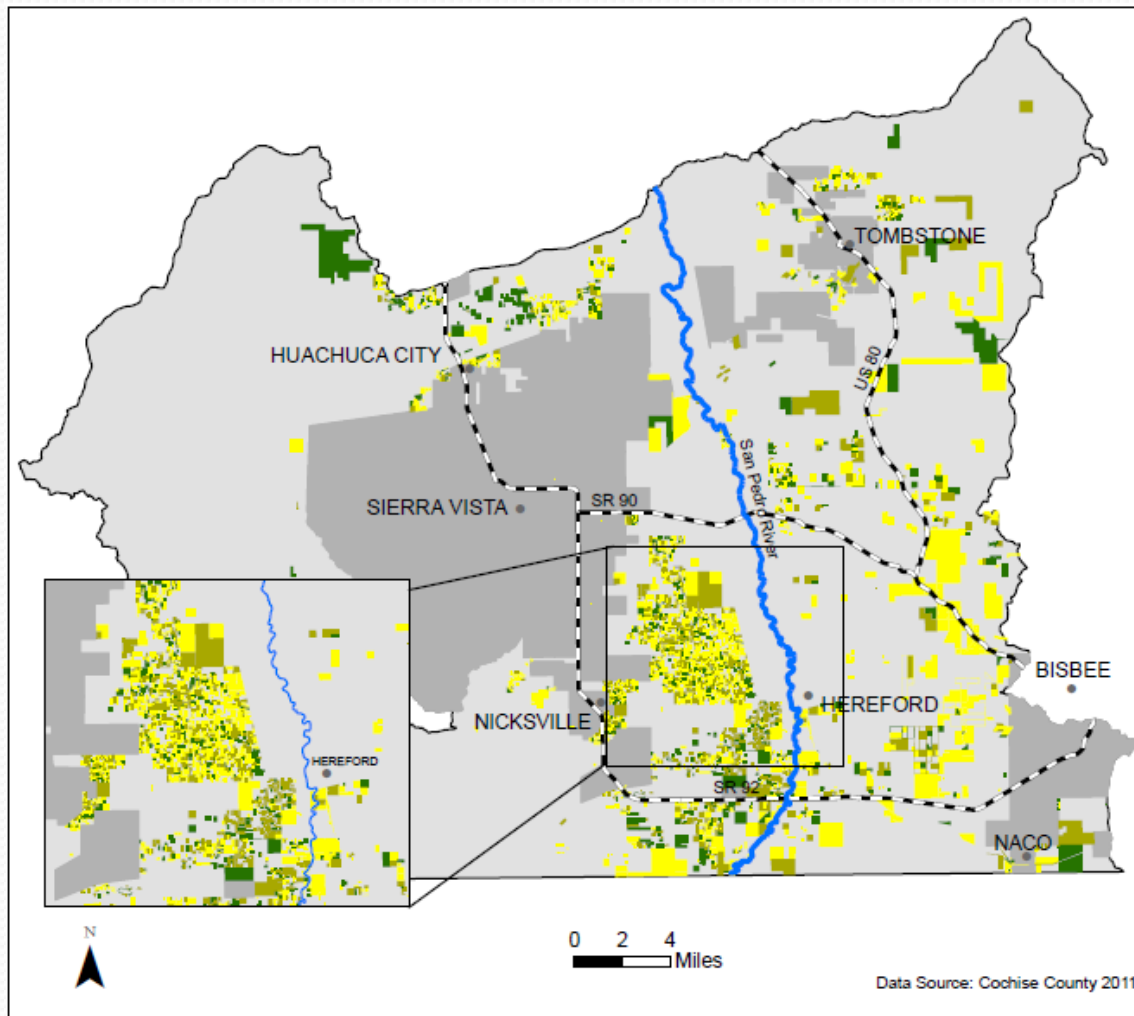 TOMBSTONE
HUACHUCA CITY
US 80
SIERRA VISTA
SR 90
San Pedro River
BISBEE
NICKSVILLE
HEREFORD
HEREFORD
SR 92
NACO
N
0 2 4
Miles
Data Source: Cochise County 2011